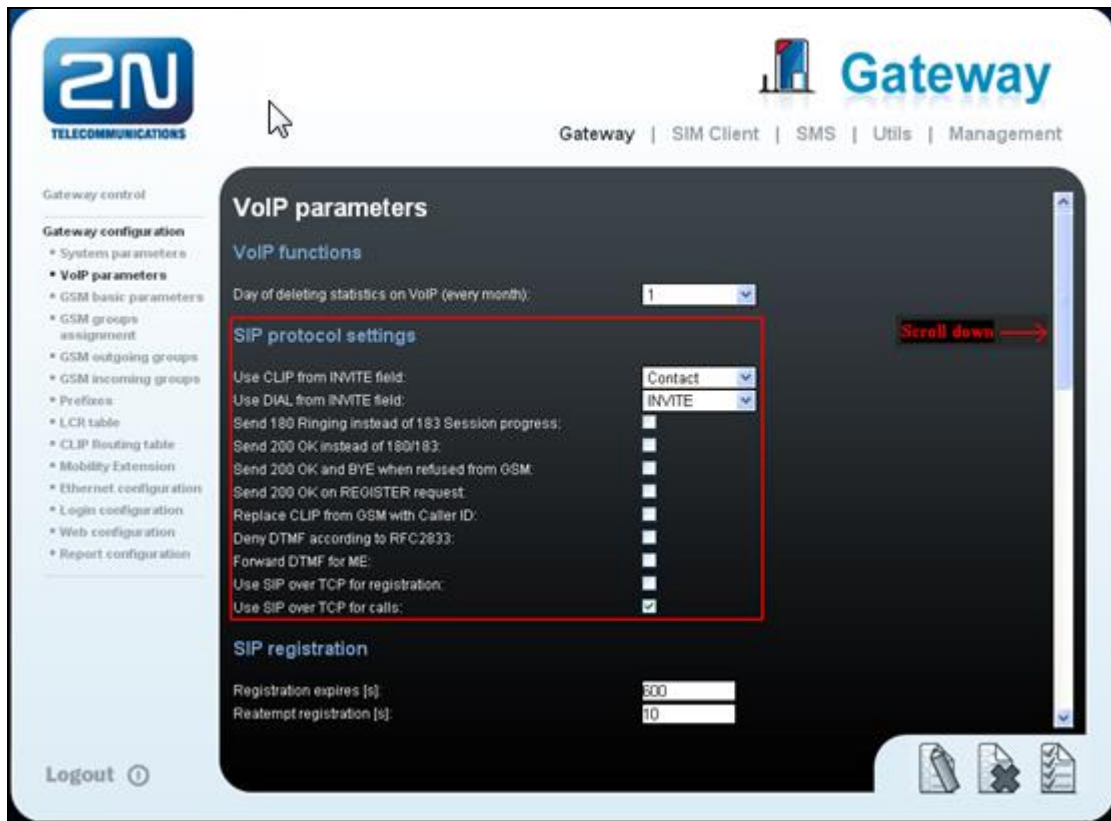 2N
TELECOMMUNICATIONS
Gateway
Gateway | SIM Client | SMS | Utils | Management
Gateway control
Gateway configuration
* System parameters
* VoIP parameters
* GSM basic parameters
* GSM groups
assignment
* GSM outgoing groups
* GSM incoming groups
* Prefixes
* LCR table
* CLIP Routing table
* Mobility Extension
* Ethernet configuration
* Login configuration
* Web configuration
* Report configuration
Logout
VoIP parameters
VoIP functions
Day of deleting statistics on VoIP (every month): 1
SIP protocol settings
Scroll down
Use CLIP from INVITE field: Contact
Use DIAL from INVITE field: INVITE
Send 180 Ringing instead of 183 Session progress:
Send 200 OK instead of 180/183:
Send 200 OK and BYE when refused from GSM:
Send 200 OK on REGISTER request:
Replace CLIP from GSM with Caller ID:
Deny DTMF according to RFC2833:
Forward DTMF for ME:
Use SIP over TCP for registration:
Use SIP over TCP for calls:
SIP registration
Registration expires [s]: 600
Reatempt registration [s]: 10